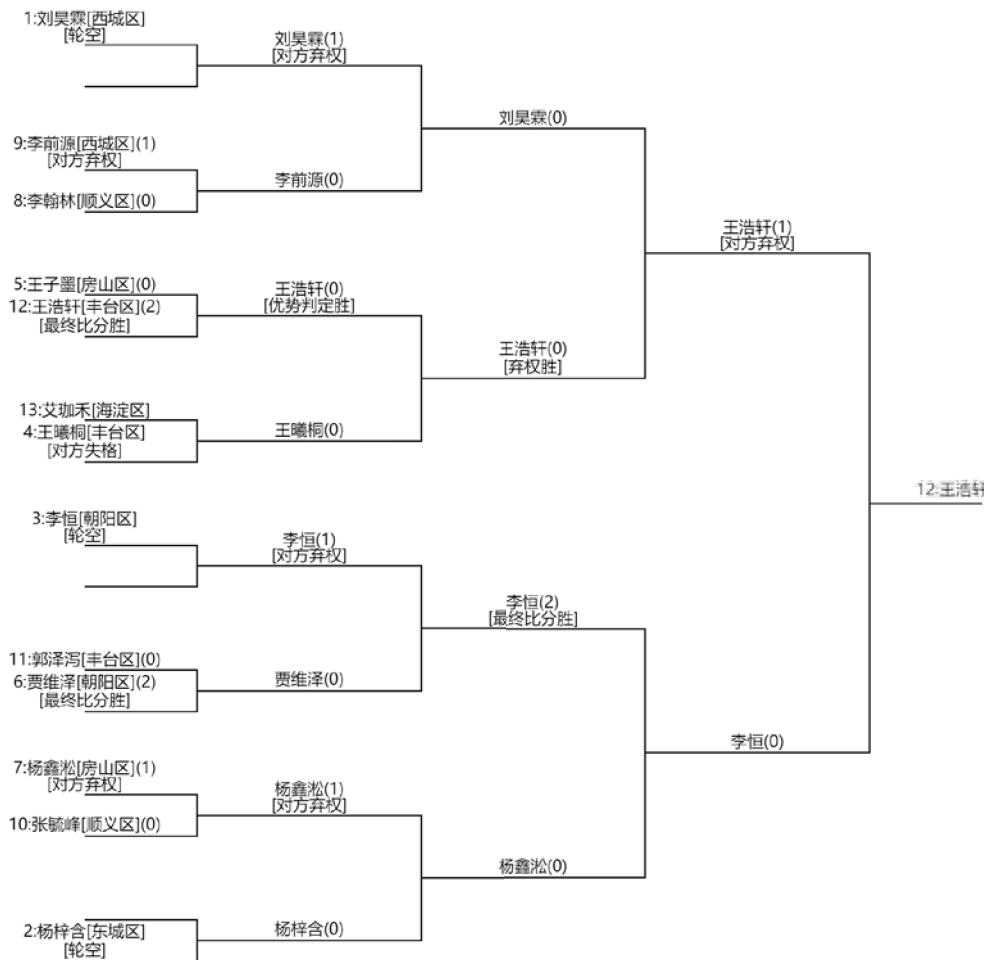 1:刘昊霖[西城区]
[轮空]
刘昊霖(1)
[对方弃权]
刘昊霖(0)
9:李前源[西城区](1)
[对方弃权]
李前源(0)
8:李翰林[顺义区](0)
王浩轩(1)
[对方弃权]
5:王子墨[房山区](0)
王浩轩(0)
[优势判定胜]
12:王浩轩[丰台区](2)
[最终比分胜]
王浩轩(0)
[弃权胜]
13:艾珈禾[海淀区]
4:王曦桐[丰台区]
[对方失格]
王曦桐(0)
12:王浩轩
3:李恒[朝阳区]
[轮空]
李恒(1)
[对方弃权]
李恒(2)
[最终比分胜]
11:郭泽泻[丰台区](0)
6:贾维泽[朝阳区](2)
[最终比分胜]
贾维泽(0)
李恒(0)
7:杨鑫淞[房山区](1)
[对方弃权]
杨鑫淞(1)
[对方弃权]
10:张毓峰[顺义区](0)
杨鑫淞(0)
2:杨梓含[东城区]
[轮空]
杨梓含(0)